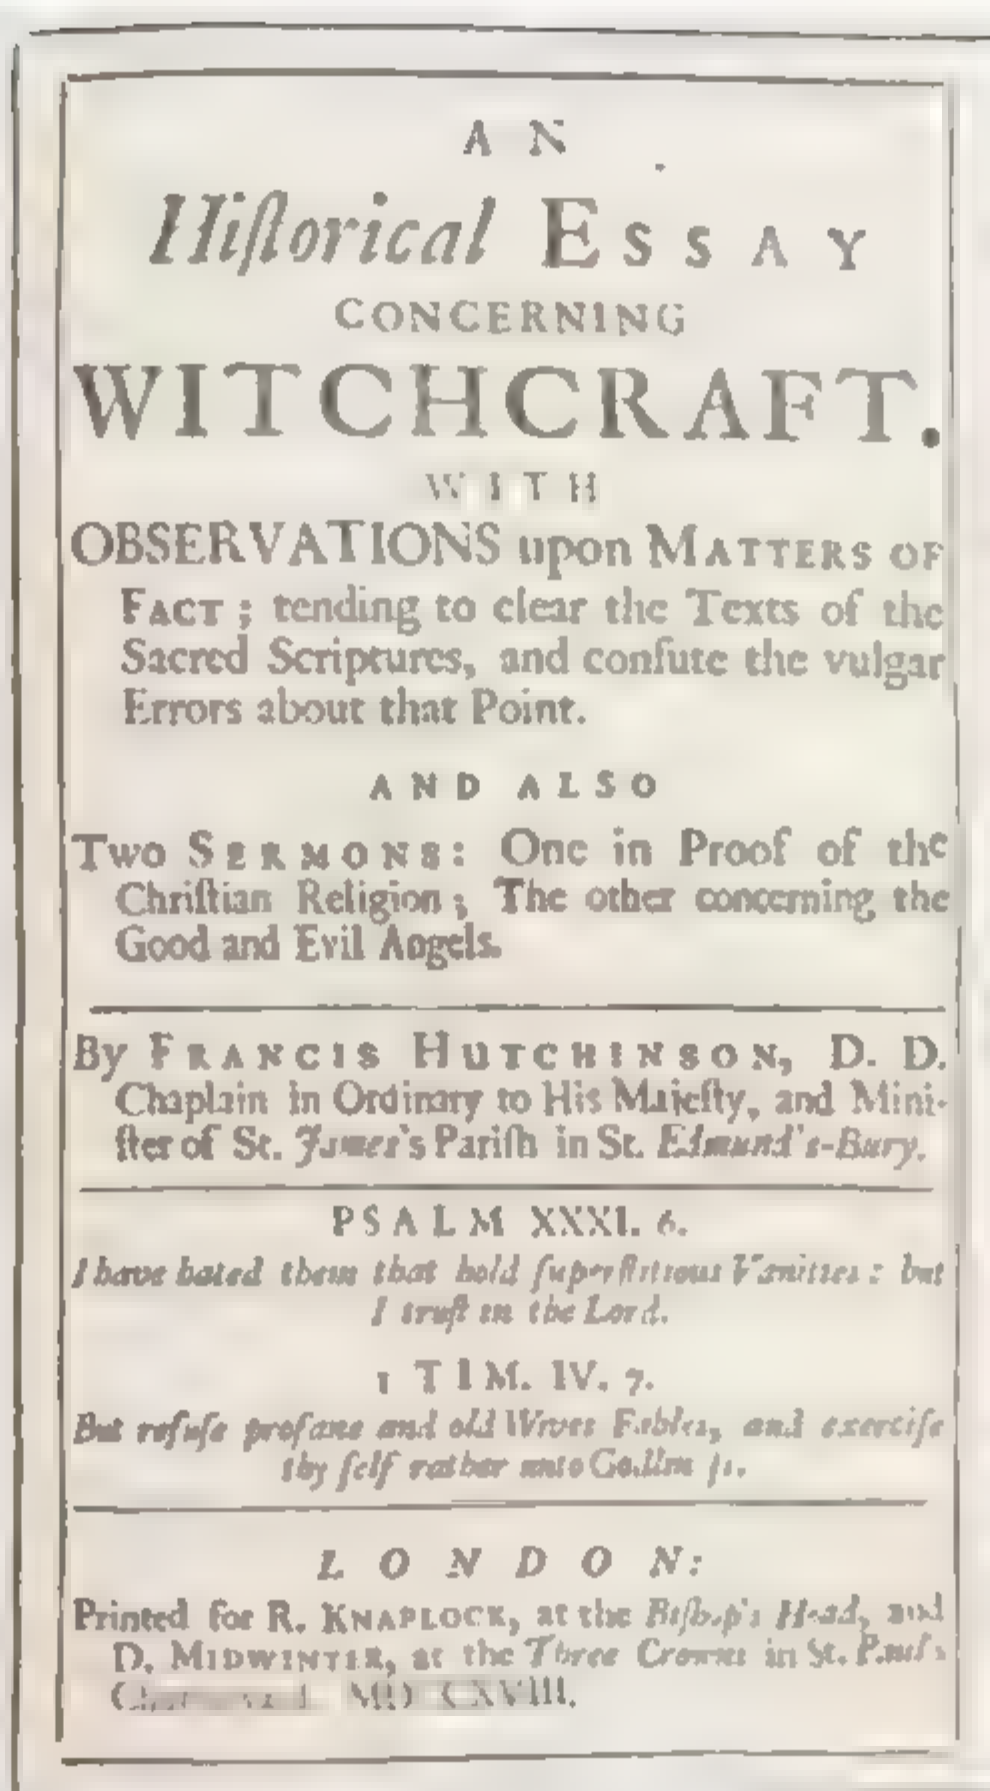 AN
Hiſtorical ESSAY
CONCERNING
WITCHCRAFT.
WITH
OBSERVATIONS upon MATTERS OF
FACT; tending to clear the Texts of the
Sacred Scriptures, and confute the vulgar
Errors about that Point.
AND ALSO
Two SERMONS: One in Proof of the
Chriſtian Religion; The other concerning the
Good and Evil Angels.
By FRANCIS HUTCHINSON, D. D.
Chaplain in Ordinary to His Majeſty, and Mini-
ſter of St. James's Pariſh in St. Edmund's-Bury.
PSALM XXXI. 6.
I have hated them that hold ſuperſtitious Vanities: but
I truſt in the Lord.
1 TIM. IV. 7.
But refuſe profane and old Wives Fables, and exerciſe
thy ſelf rather unto
LONDON:
Printed for R. KNAPLOCK, at the Biſhop's Head, and
D. MIDWINTER, at the Three Crowns in St. Paul's